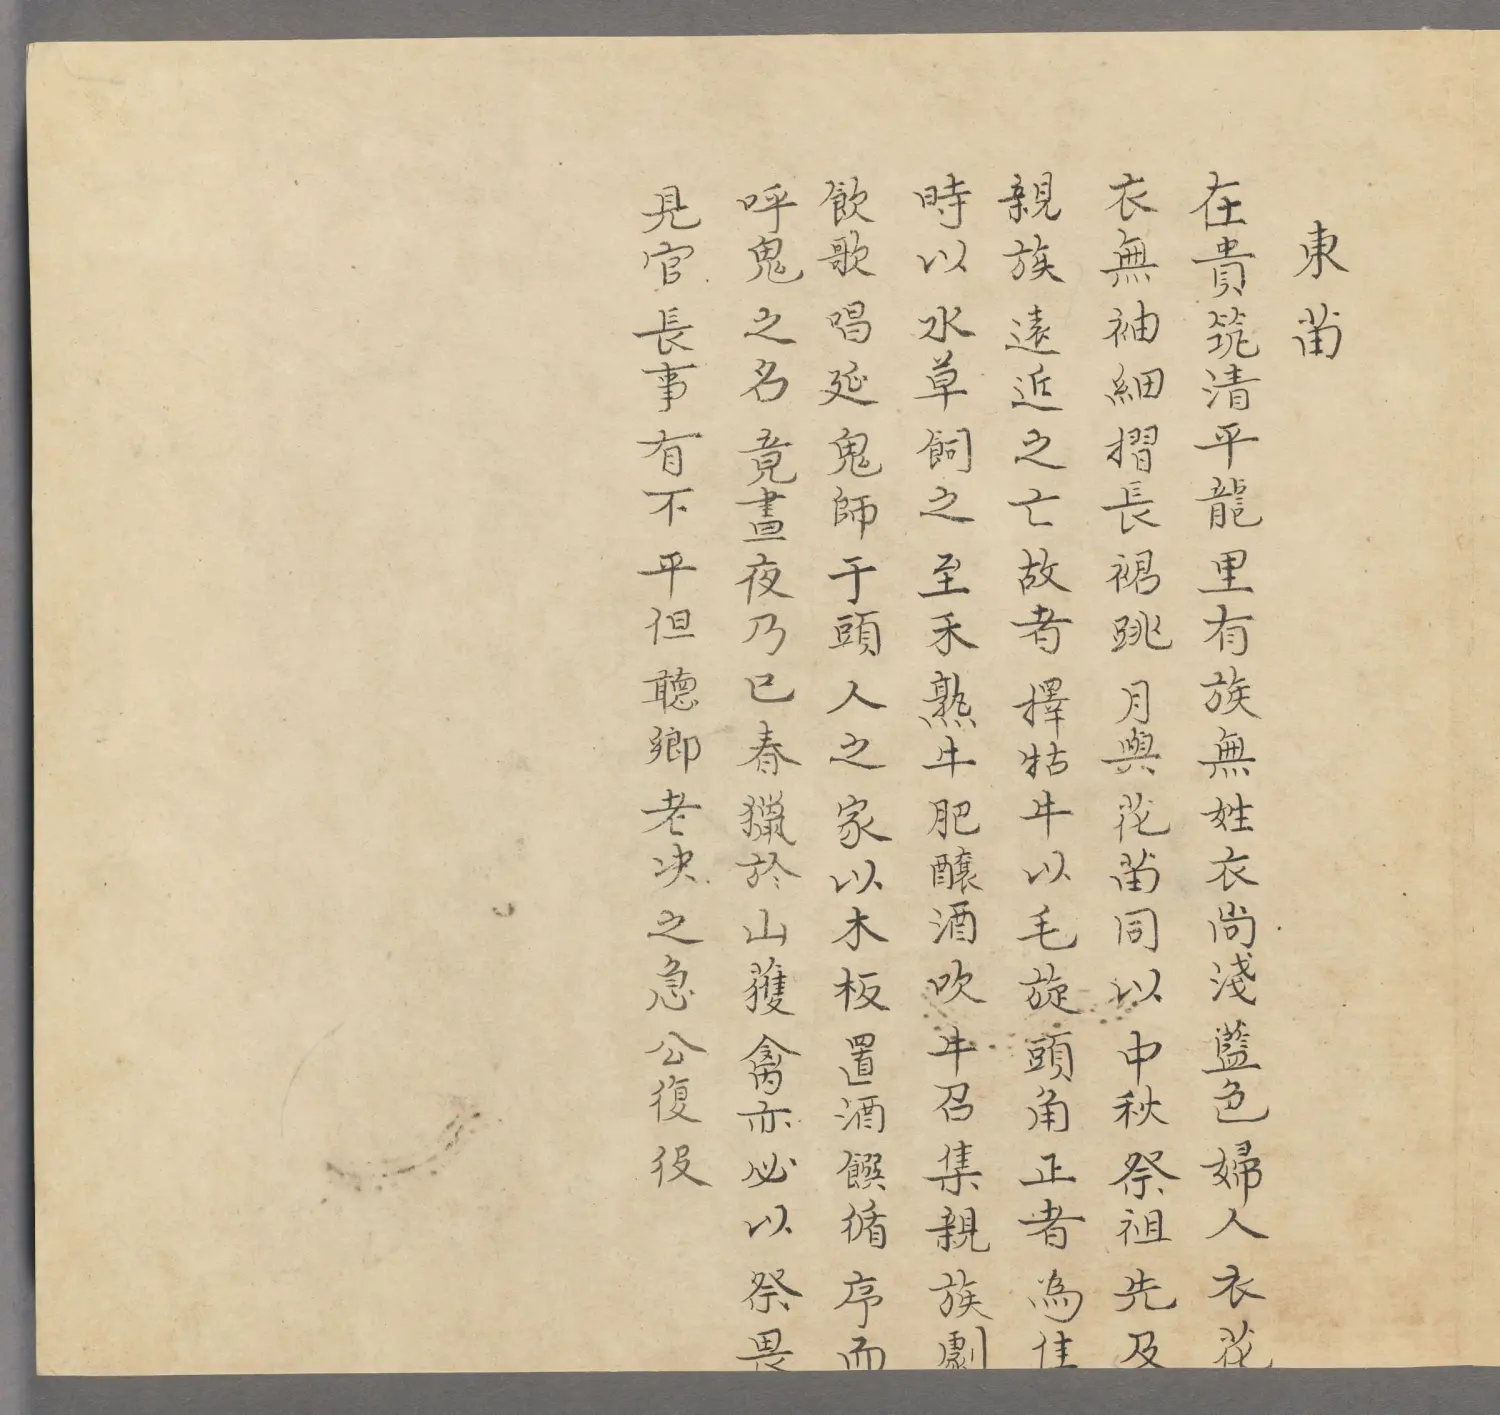 東苗
在貴筑清平龍里有族無姓衣尚淺藍色婦人衣花
衣無袖細摺長裼跳月與花苗同以中秋祭祖先及
親族遠近之亡故者擇牯牛以毛旋頭角正者為佳
時以水草飼之至禾熟牛肥釀酒吹牛召集親族劇
飲歌唱延鬼師于頭人之家以木板置酒饌循序而
呼鬼之名竟晝夜乃已春獵於山獲禽亦必以祭畏
見官長事有不平但聽鄉老决之急公復役